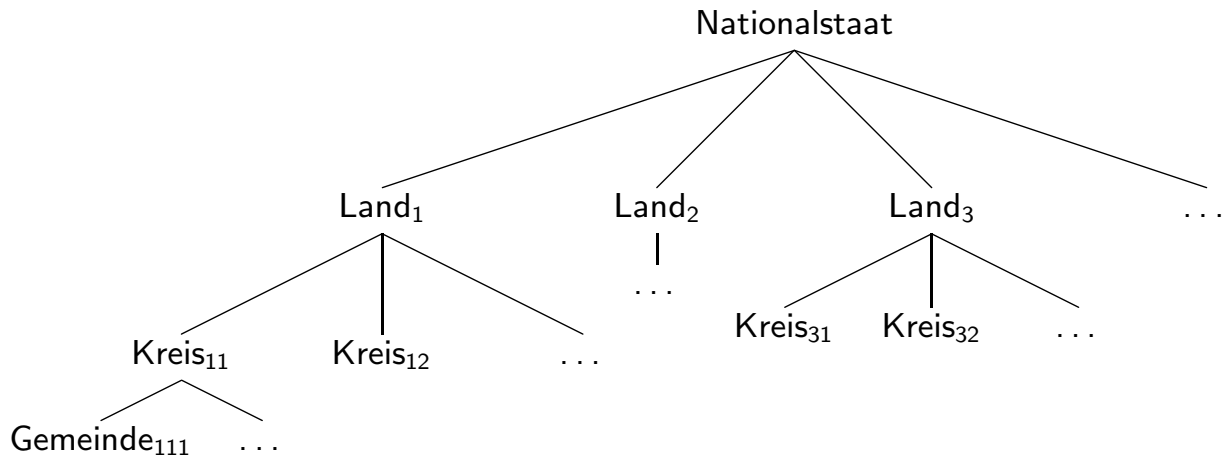 Nationalstaat
Land₁ Land₂ Land₃ . . .
. . .
Kreis₃₁ Kreis₃₂ . . .
Kreis₁₁ Kreis₁₂ . . .
Gemeinde₁₁₁ . . .